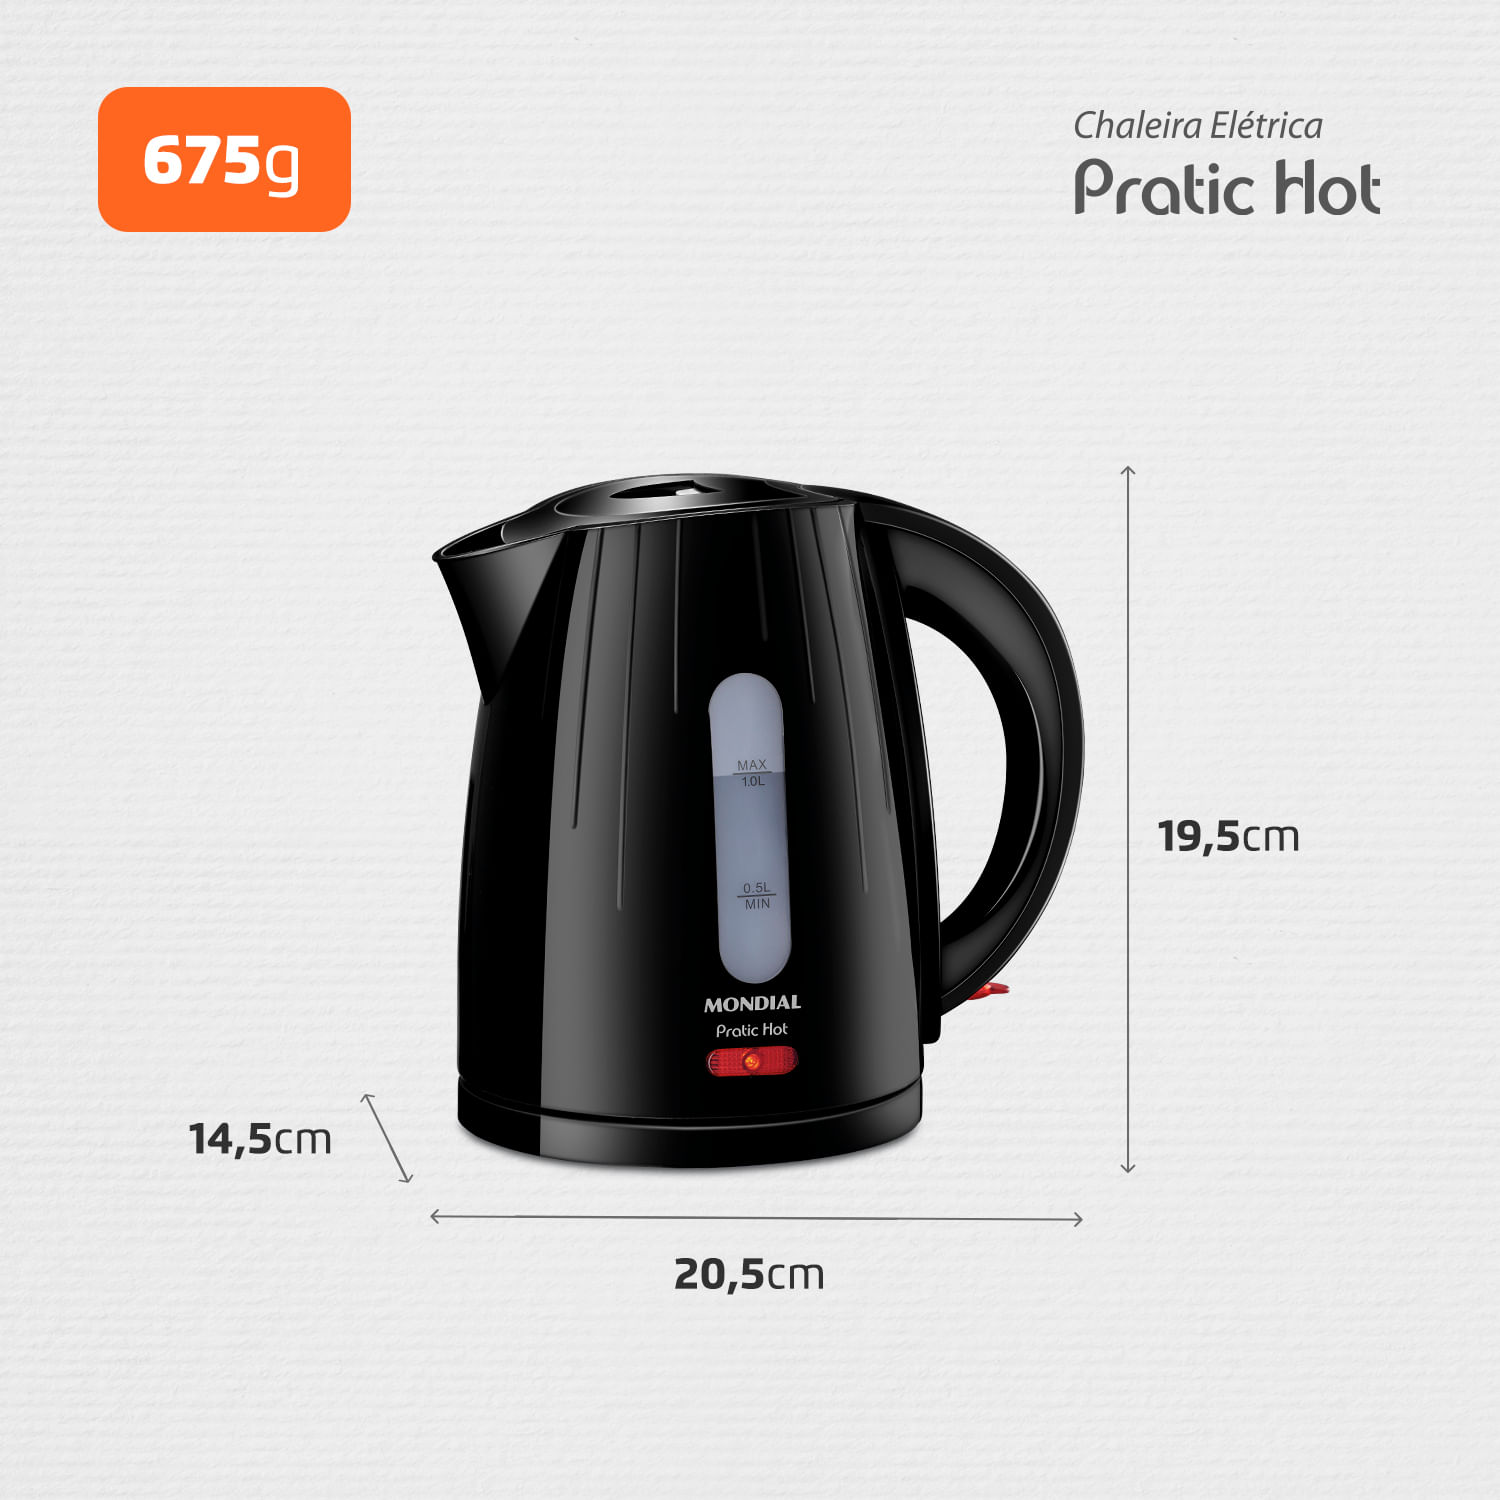 675g
Chaleira Elétrica
Pratic Hot
MAX
1.0L
0.5L
MIN
MONDIAL
Pratic Hot
19,5cm
14,5cm
20,5cm